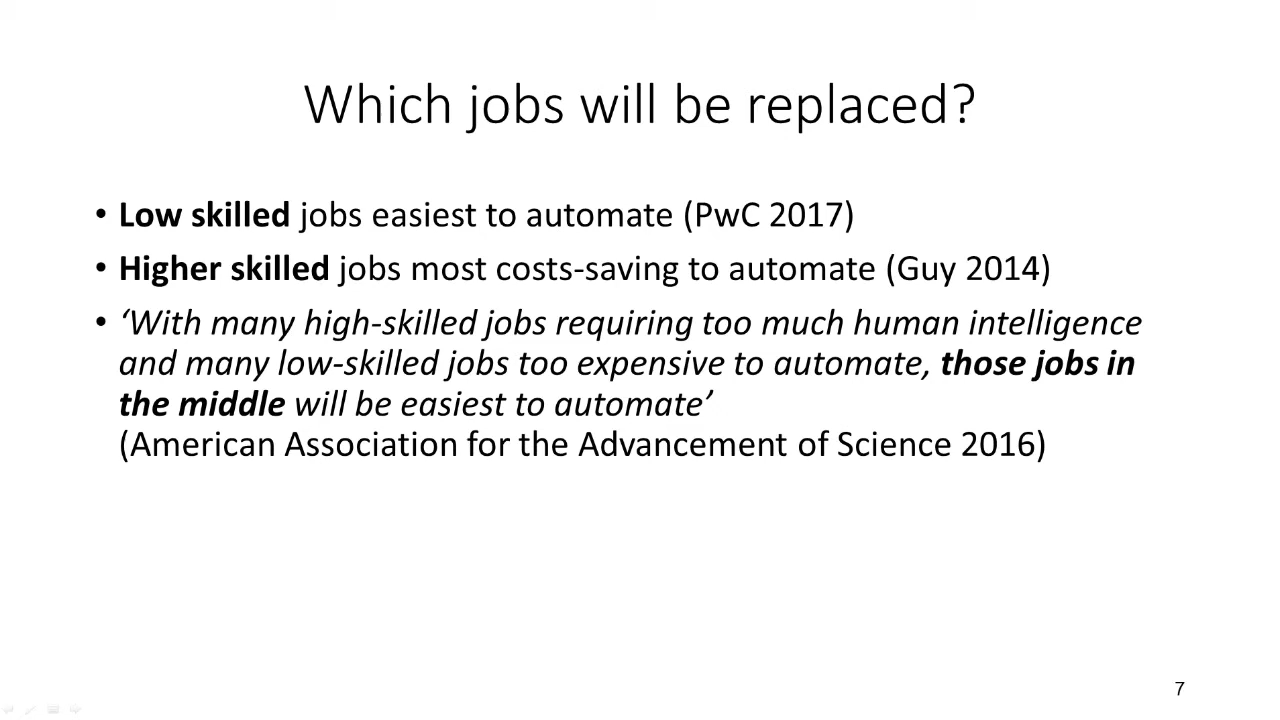 Which jobs will be replaced?
• Low skilled jobs easiest to automate (PwC 2017)
• Higher skilled jobs most costs-saving to automate (Guy 2014)
• ‘With many high-skilled jobs requiring too much human intelligence
and many low-skilled jobs too expensive to automate, those jobs in
the middle will be easiest to automate’
(American Association for the Advancement of Science 2016)
7